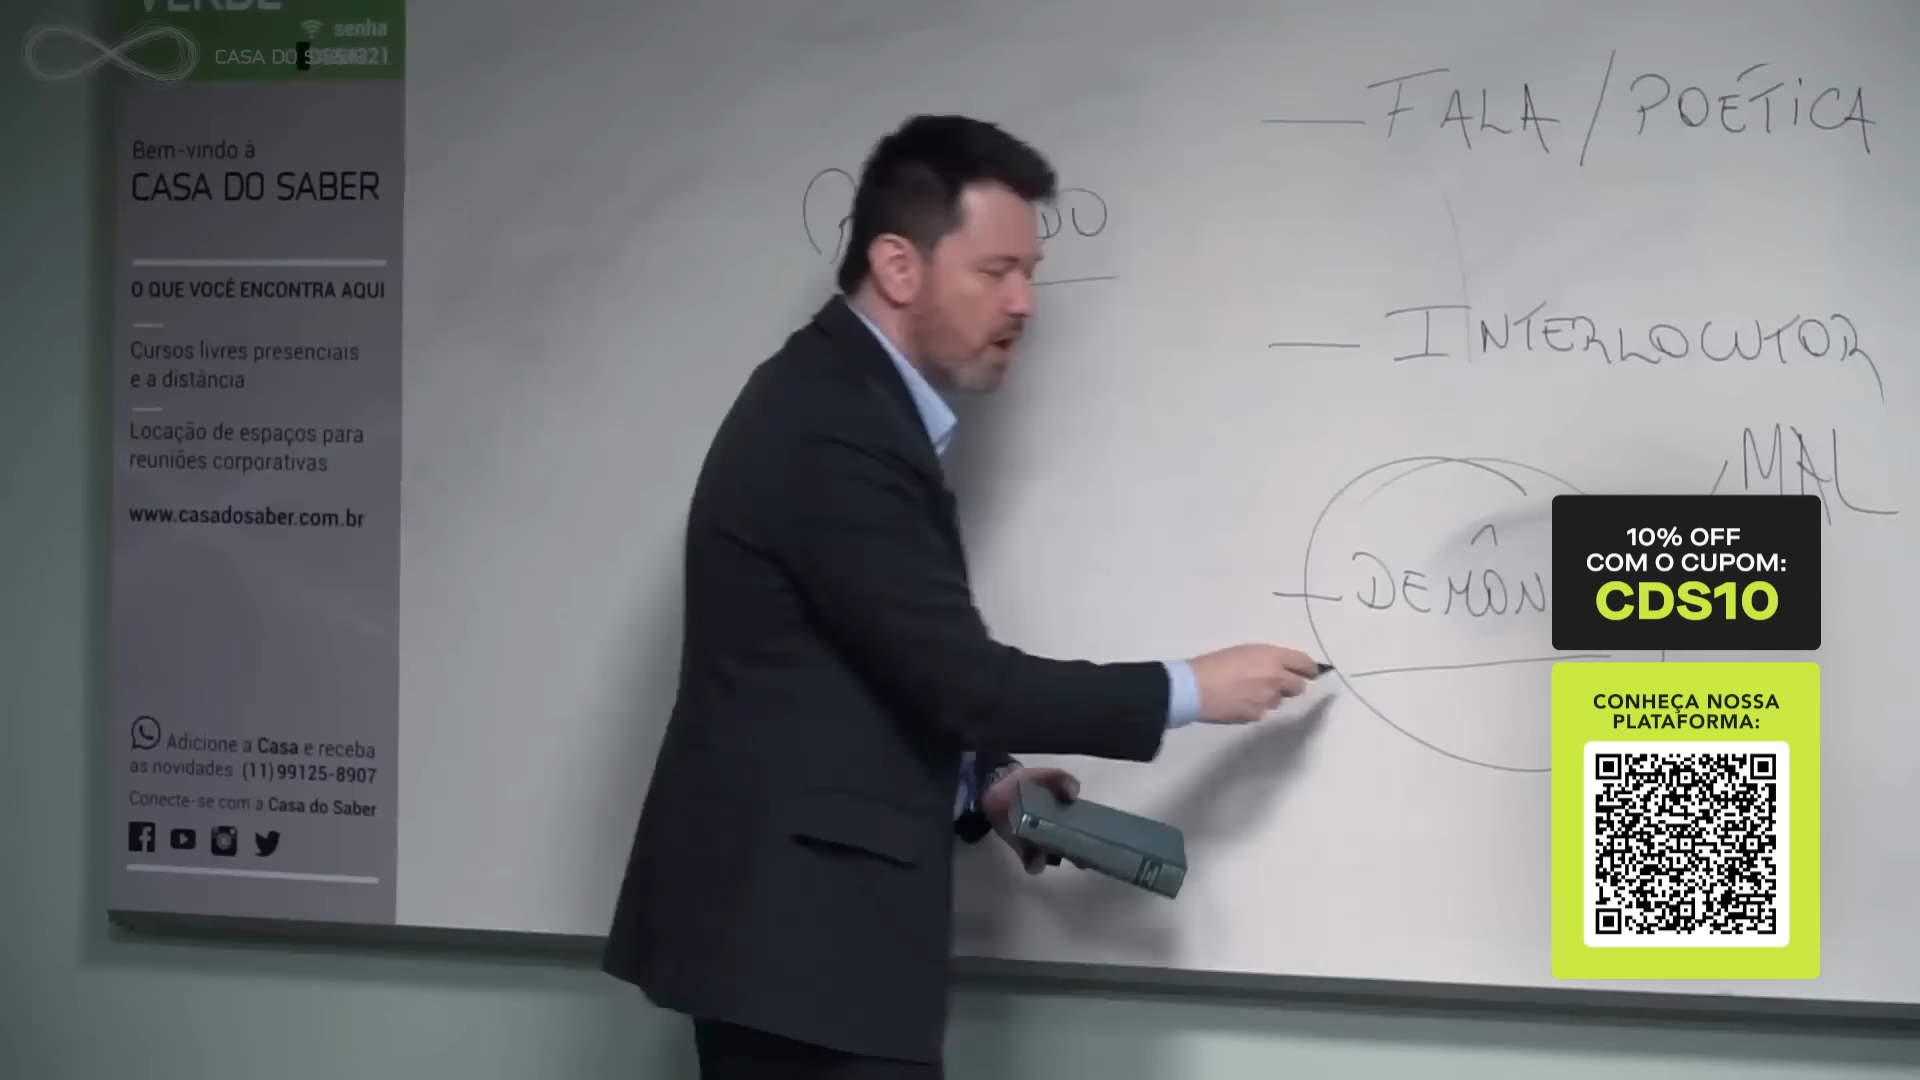 VERDE
senha
CASA DO SABER
Bem-vindo à
CASA DO SABER
O QUE VOCÊ ENCONTRA AQUI
Cursos livres presenciais
e a distância
Locação de espaços para
reuniões corporativas
www.casadosaber.com.br
Adicione a Casa e receba
as novidades (11) 99125-8907
Conecte-se com a Casa do Saber
— FALA / POÉTICA
— INTERLOCUTOR
MAL
— DEMÔN
10% OFF
COM O CUPOM:
CDS10
CONHEÇA NOSSA
PLATAFORMA: